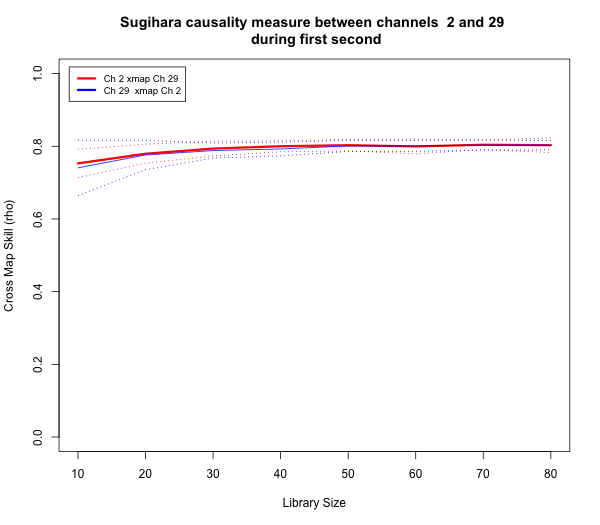 Sugihara causality measure between channels  2 and 29
during first second
Ch 2 xmap Ch 29
Ch 29  xmap Ch 2
Cross Map Skill (rho)
1.0
0.8
0.6
0.4
0.2
0.0
10 20 30 40 50 60 70 80
Library Size